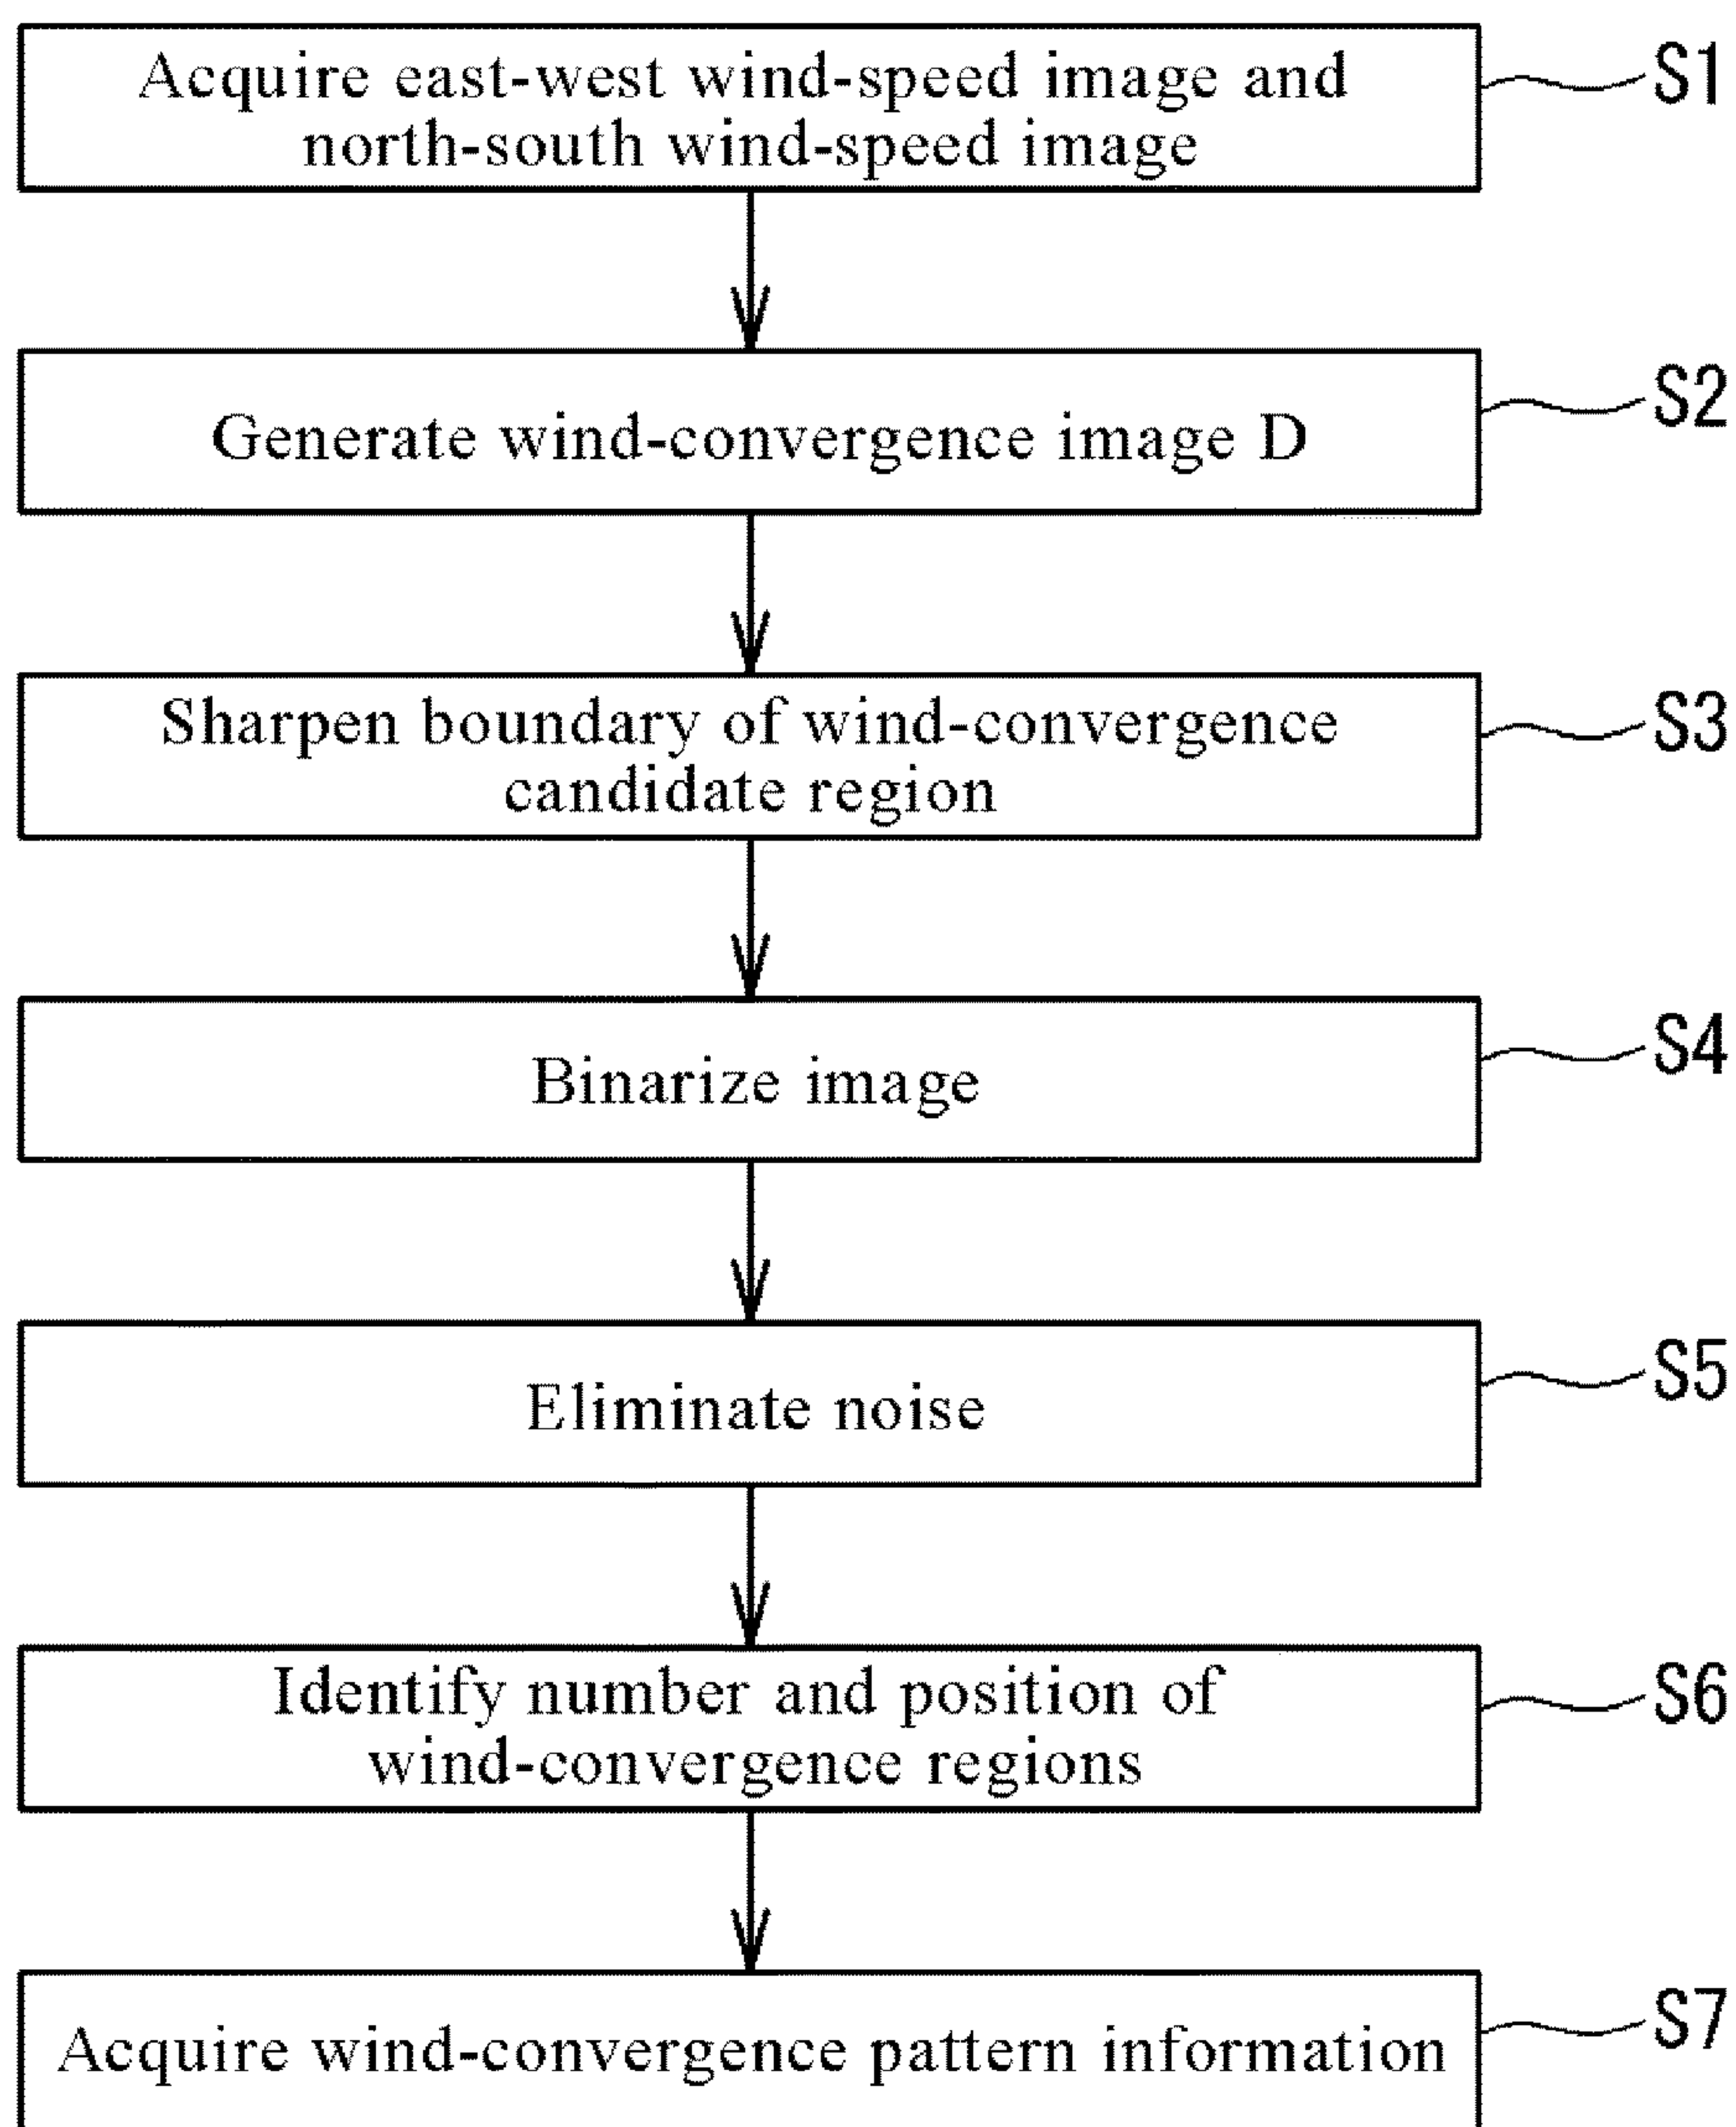 Acquire east-west wind-speed image and
north-south wind-speed image
S1
Generate wind-convergence image D
S2
Sharpen boundary of wind-convergence
candidate region
S3
Binarize image
S4
Eliminate noise
S5
Identify number and position of
wind-convergence regions
S6
Acquire wind-convergence pattern information
S7